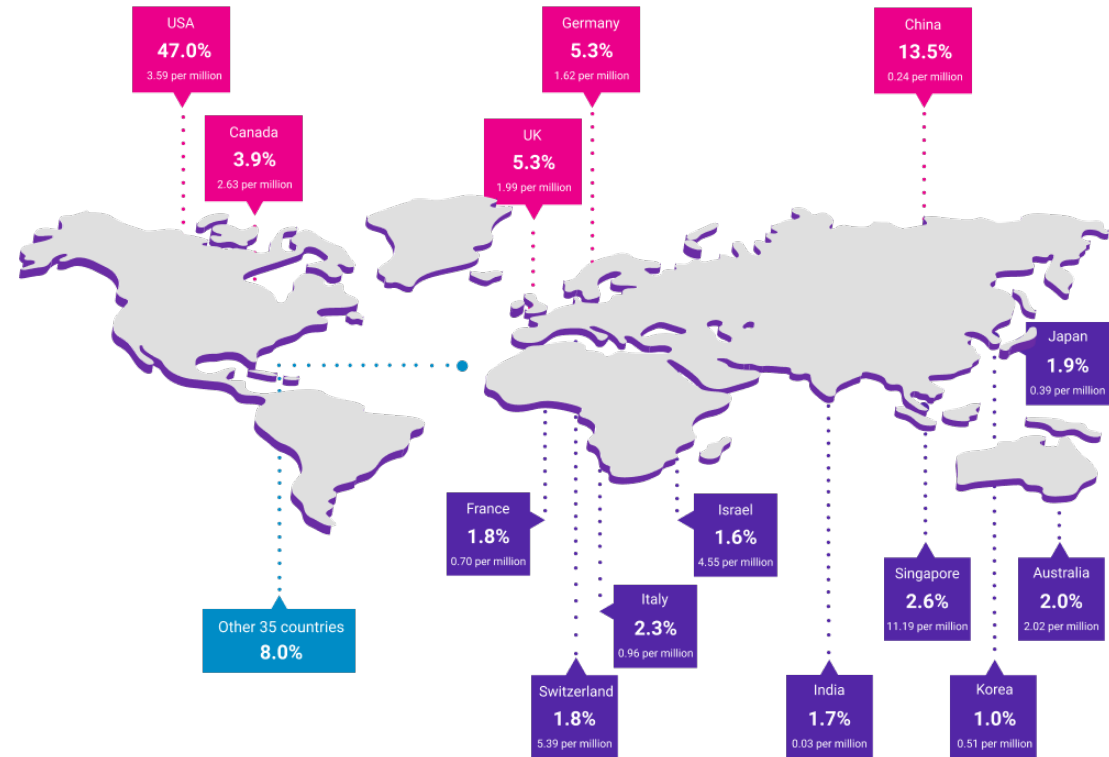 USA
47.0%
3.59 per million
Germany
5.3%
1.62 per million
China
13.5%
0.24 per million
Canada
3.9%
2.63 per million
UK
5.3%
1.99 per million
Japan
1.9%
0.39 per million
France
1.8%
0.70 per million
Israel
1.6%
4.55 per million
Singapore
2.6%
11.19 per million
Australia
2.0%
2.02 per million
Italy
2.3%
0.96 per million
Other 35 countries
8.0%
Switzerland
1.8%
5.39 per million
India
1.7%
0.03 per million
Korea
1.0%
0.51 per million